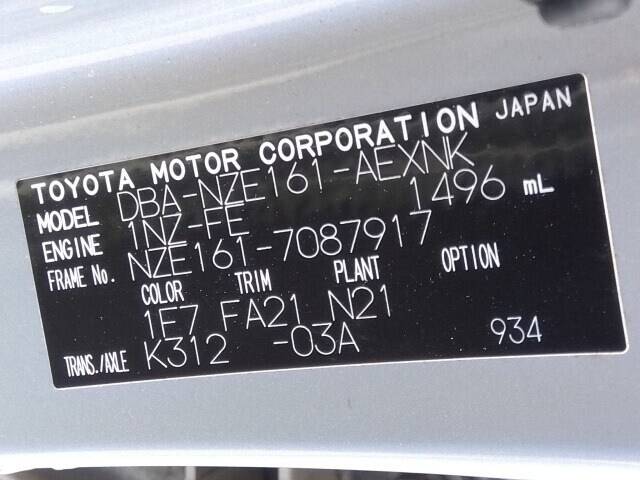 TOYOTA MOTOR CORPORATION JAPAN
MODEL DBA-NZE161-AEXNK
ENGINE 1NZ-FE 1496 mL
FRAME No. NZE161-7087917
COLOR TRIM PLANT OPTION
1E7 FA21 N21
TRANS./AXLE K312 -03A 934